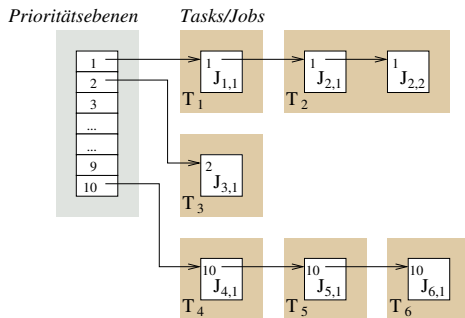 Prioritätsebenen
Tasks/Jobs
1
2
3
...
...
9
10
1
J1,1
T1
1
J2,1
1
J2,2
T2
2
J3,1
T3
10
J4,1
T4
10
J5,1
T5
10
J6,1
T6